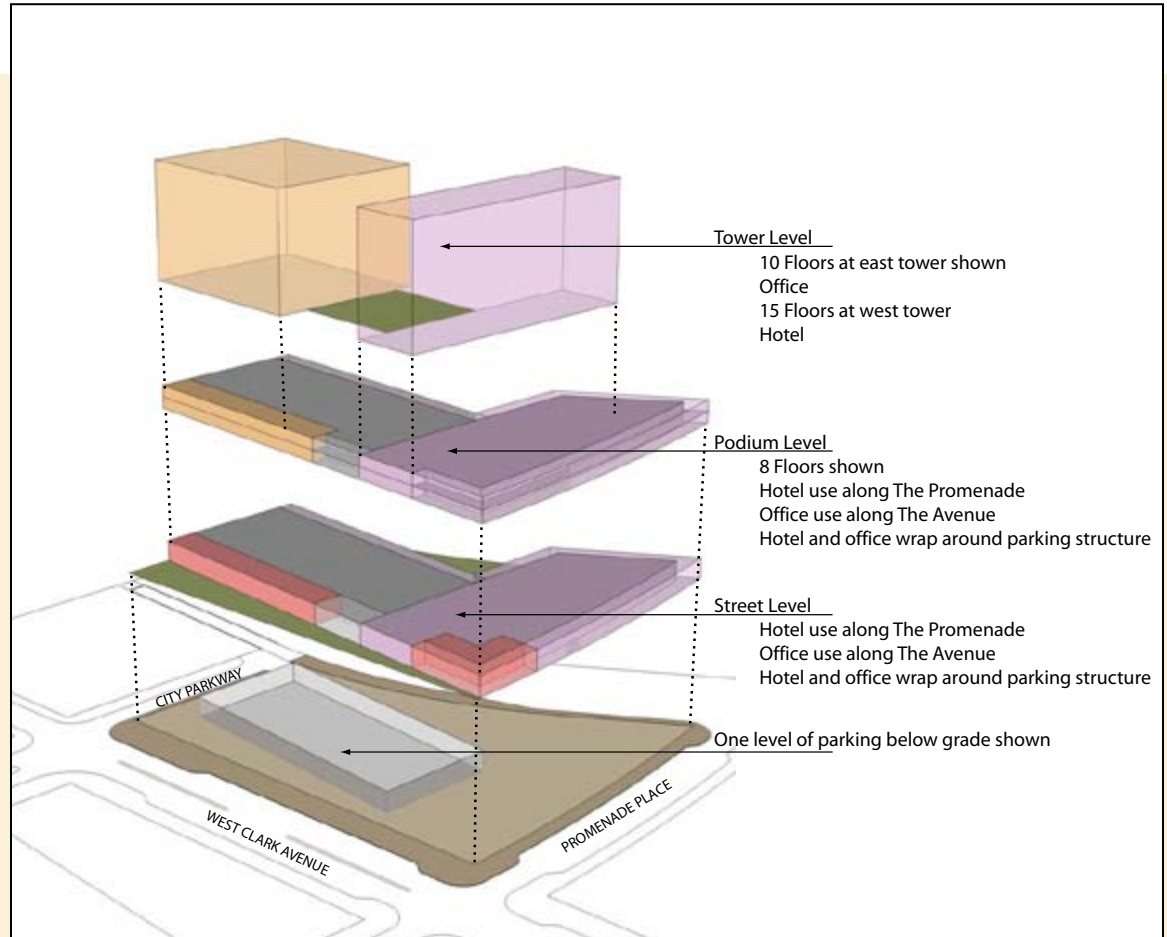 Tower Level
10 Floors at east tower shown
Office
15 Floors at west tower
Hotel
Podium Level
8 Floors shown
Hotel use along The Promenade
Office use along The Avenue
Hotel and office wrap around parking structure
Street Level
Hotel use along The Promenade
Office use along The Avenue
Hotel and office wrap around parking structure
One level of parking below grade shown
CITY PARKWAY
WEST CLARK AVENUE
PROMENADE PLACE